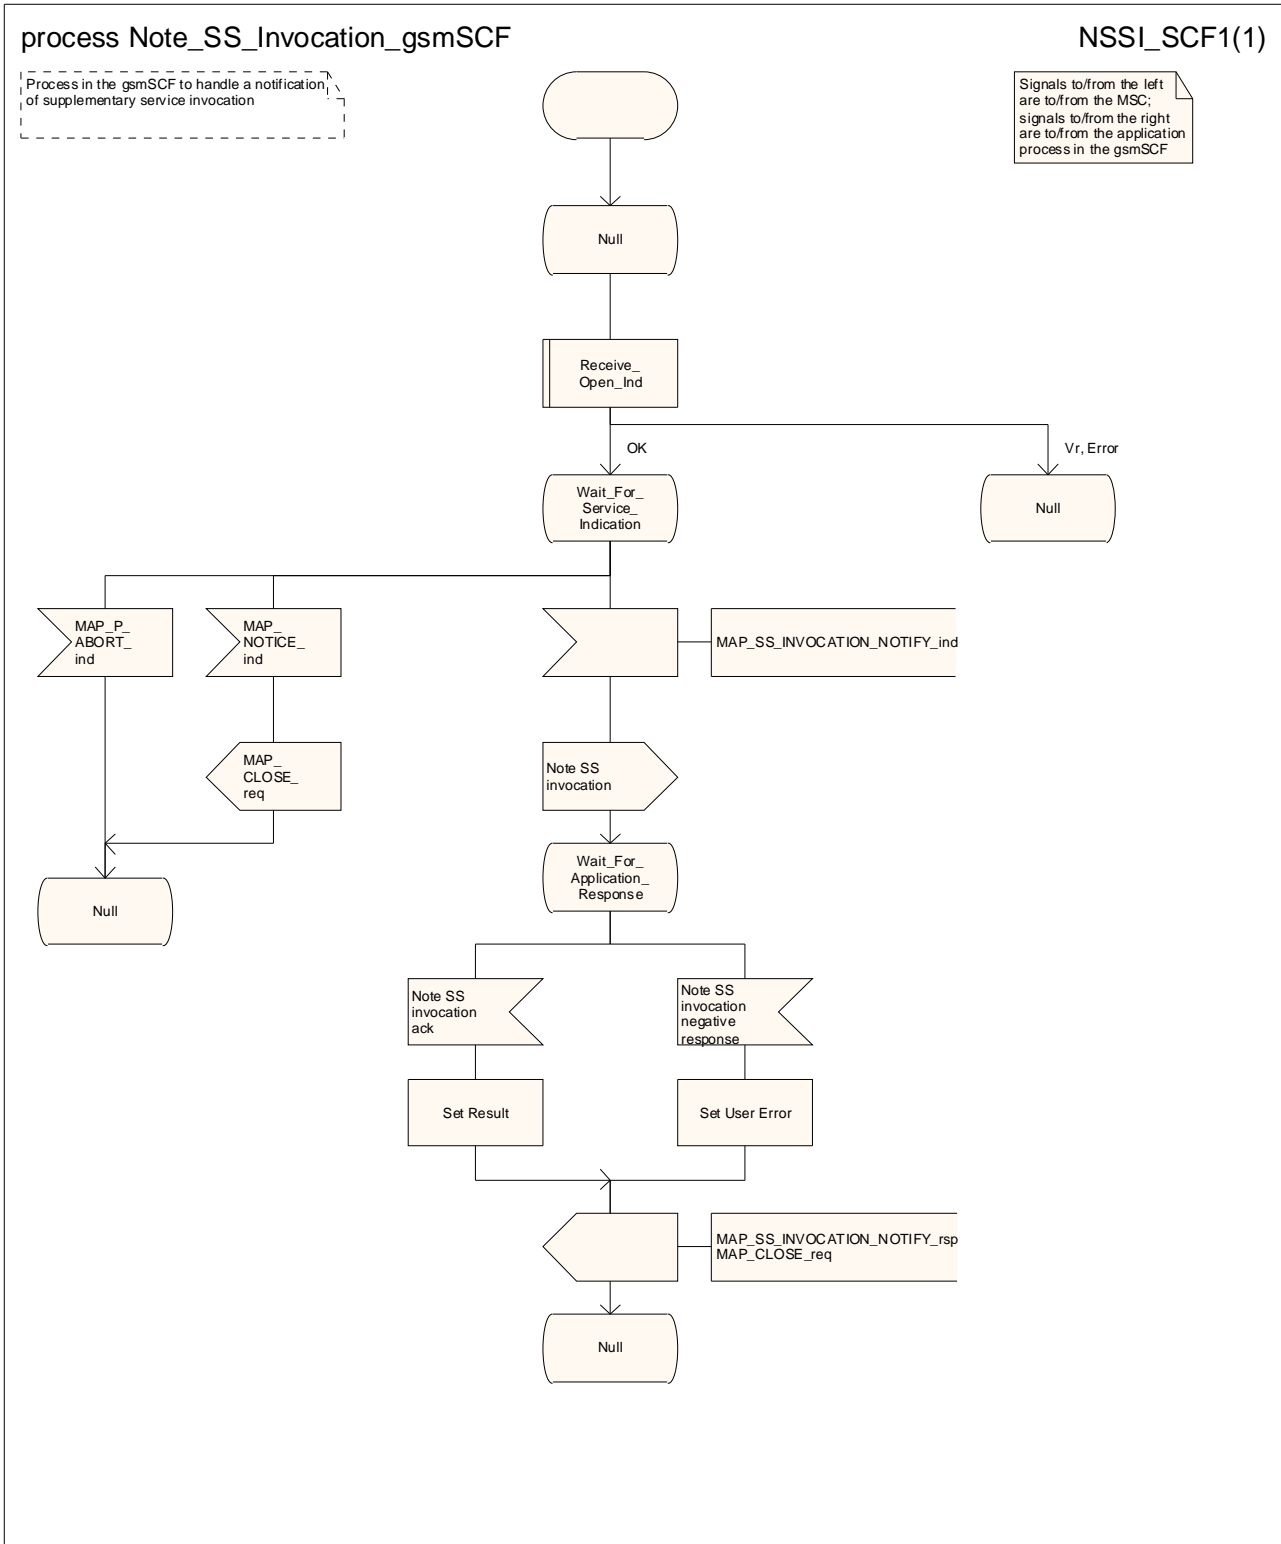 process Note_SS_Invocation_gsmSCF
NSSI_SCF1(1)
Process in the gsmSCF to handle a notification
of supplementary service invocation
Signals to/from the left
are to/from the MSC;
signals to/from the right
are to/from the application
process in the gsmSCF
Null
Receive_
Open_Ind
OK
Vr, Error
Wait_For_
Service_
Indication
Null
MAP_P_
ABORT_
ind
MAP_
NOTICE_
ind
MAP_SS_INVOCATION_NOTIFY_ind
MAP_
CLOSE_
req
Note SS
invocation
Wait_For_
Application_
Response
Null
Note SS
invocation
ack
Note SS
invocation
negative
response
Set Result
Set User Error
MAP_SS_INVOCATION_NOTIFY_rsp
MAP_CLOSE_req
Null